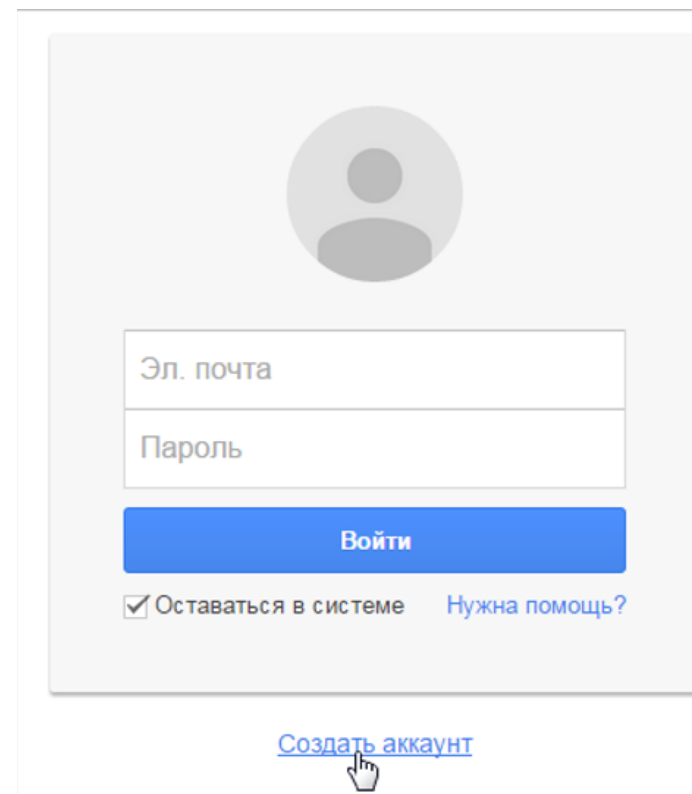 Эл. почта
Пароль
Войти
Оставаться в системе Нужна помощь?
Создать аккаунт